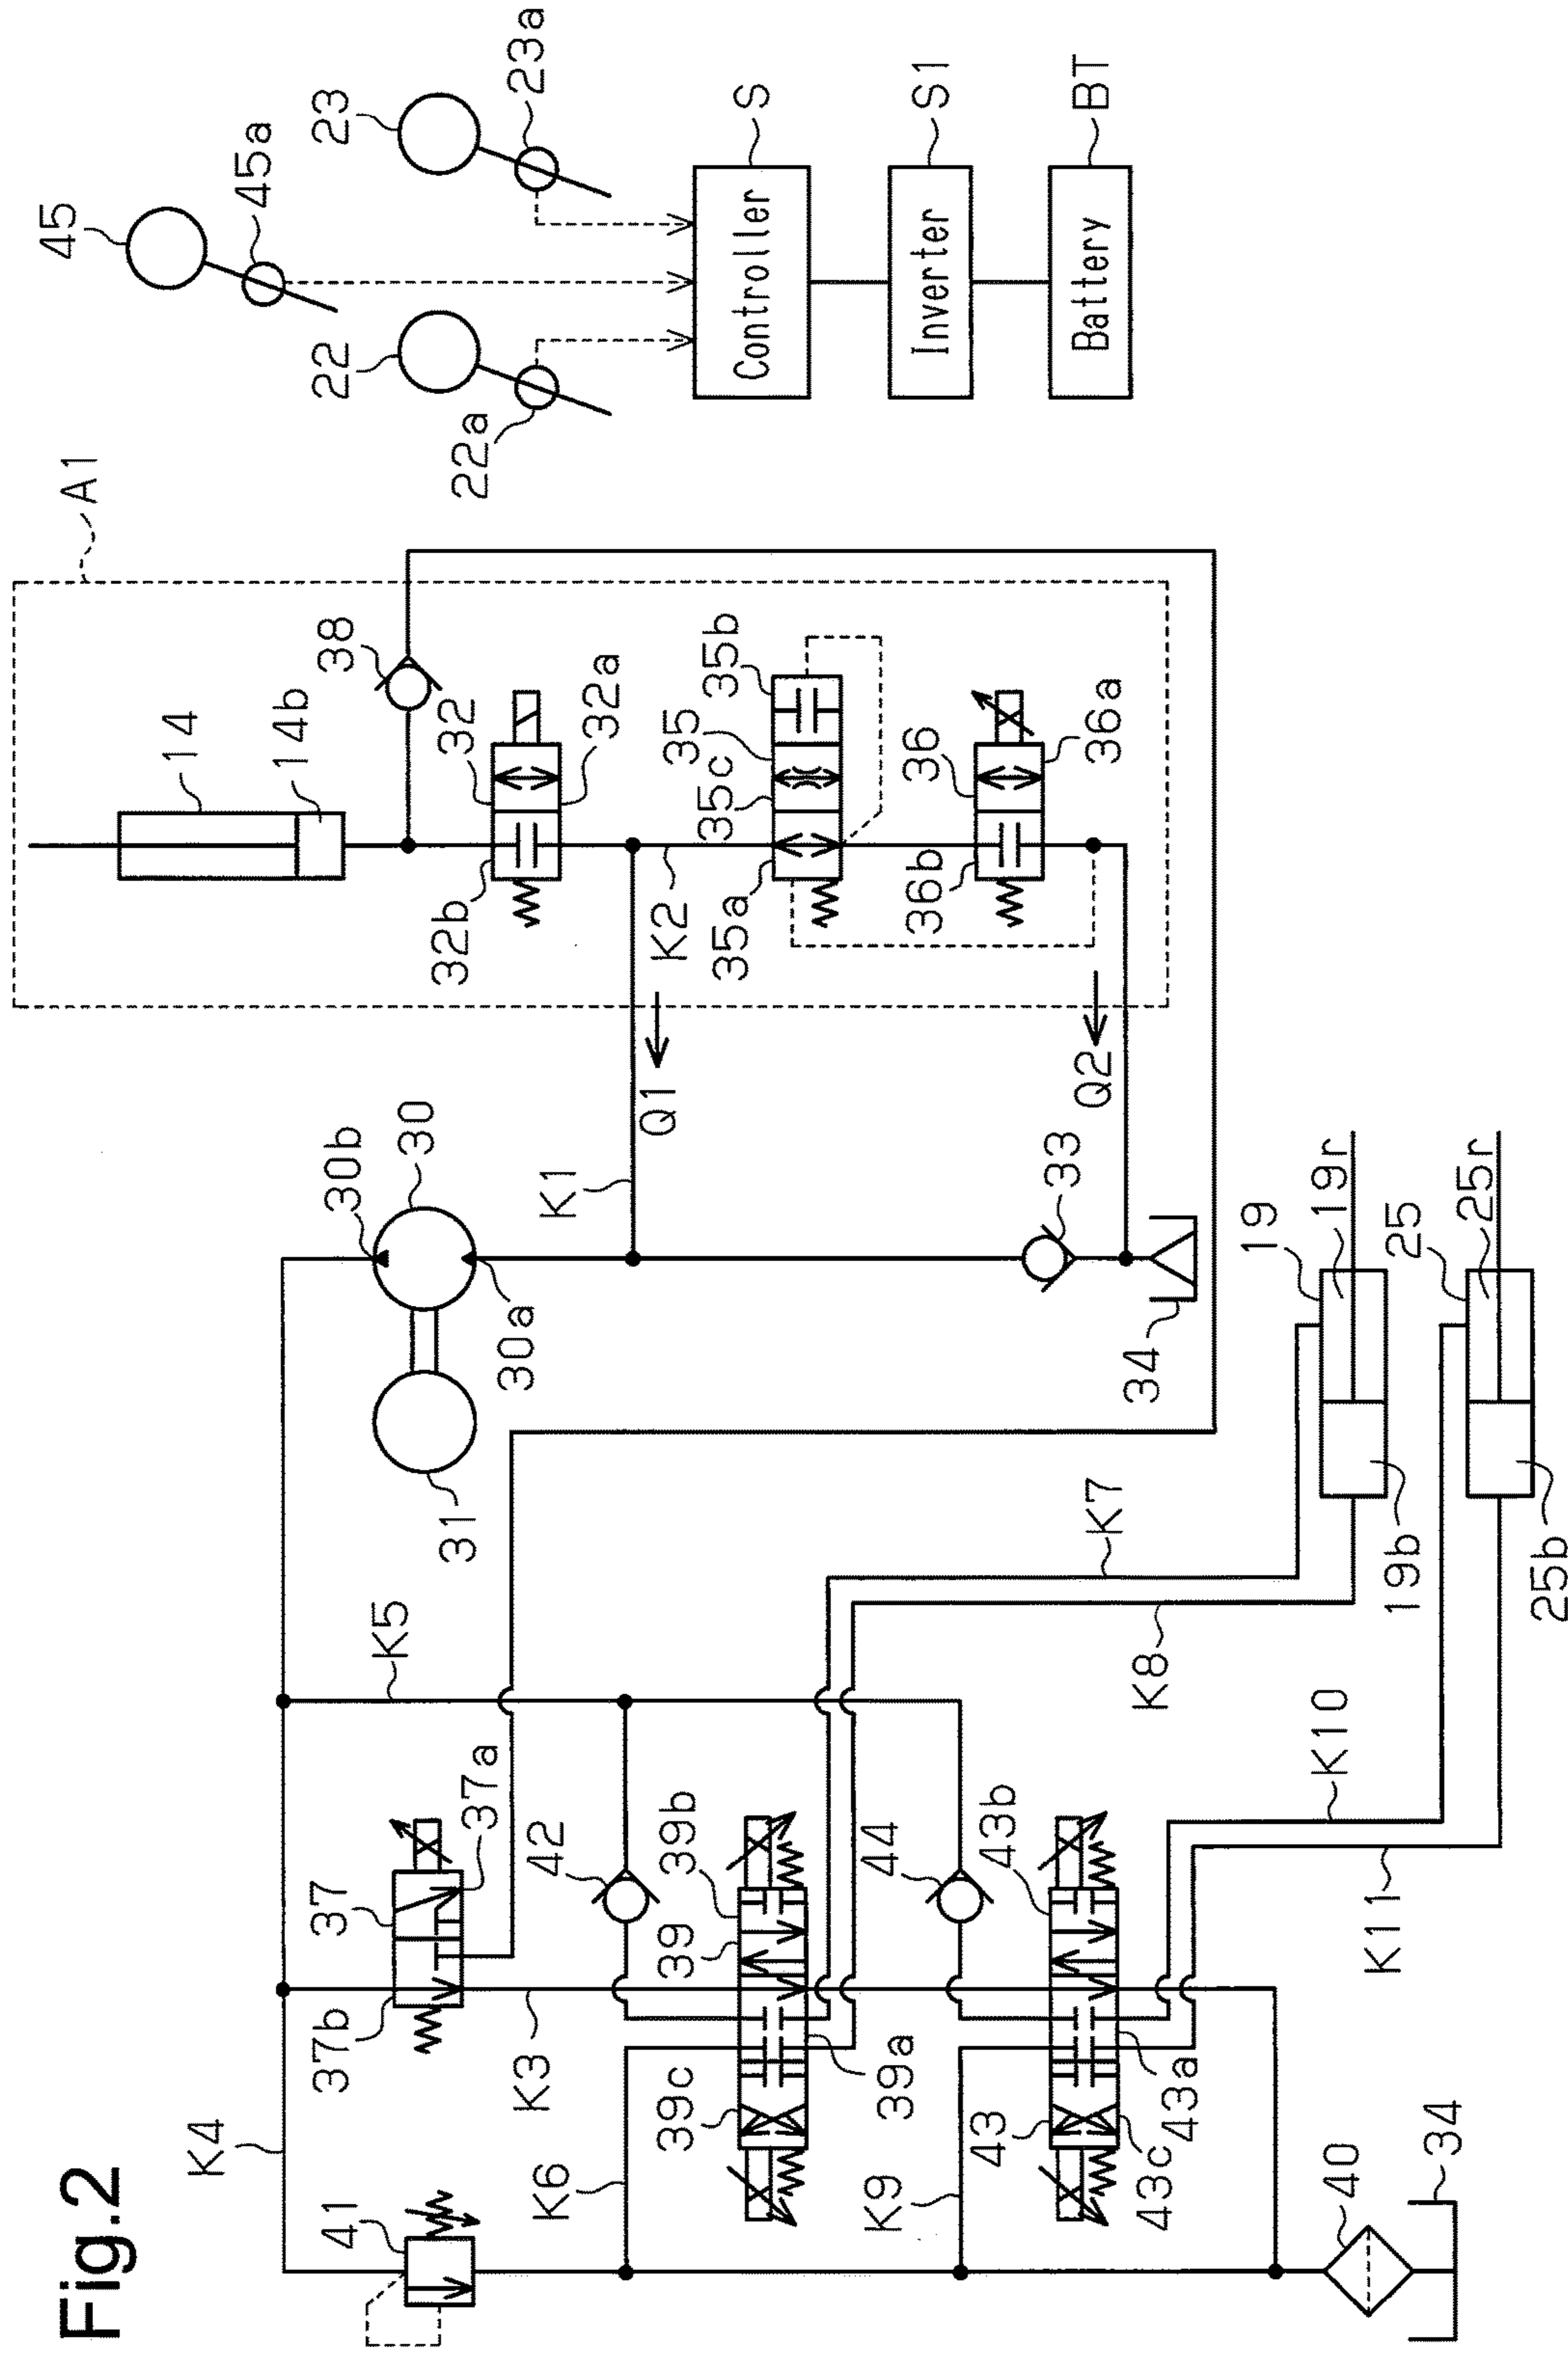 Fig.2
45
45a
23
23a
22
22a
S
S1
BT
Controller
Inverter
Battery
A1
14
14b
38
32
32a
32b
35
35b
35c
35a
36
36a
36b
K2
Q1
Q2
K1
30
30b
30a
31
33
34
19
19r
19b
25
25r
25b
K7
K8
K10
K11
K5
37
37a
37b
42
39b
39
39a
39c
44
43b
43
43a
43c
K3
K4
K6
K9
41
40
34